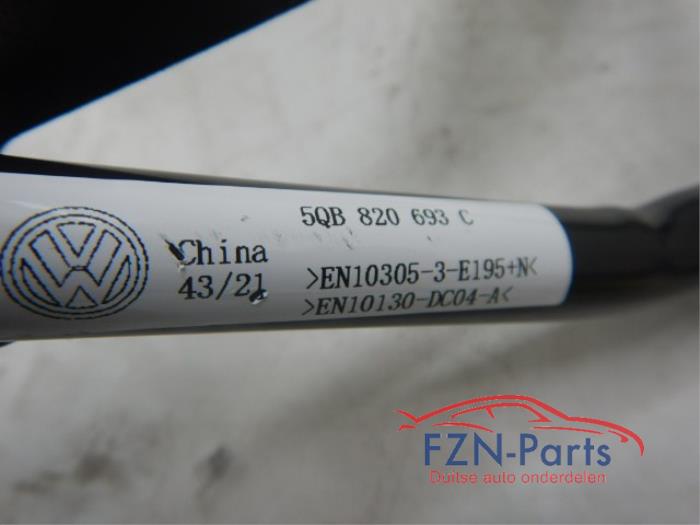 5QB 820 693 C
China
43/21
>EN10305-3-E195+N<
>EN10130-DC04-A<
FZN-Parts
Duitse auto onderdelen